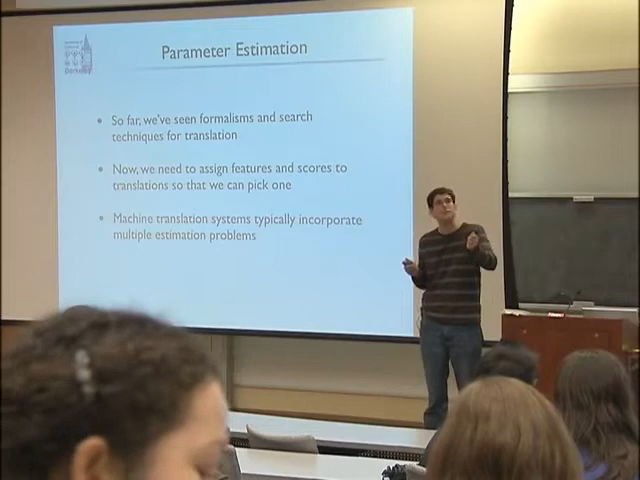 Berkeley
Parameter Estimation
• So far, we've seen formalisms and search
techniques for translation
• Now, we need to assign features and scores to
translations so that we can pick one
• Machine translation systems typically incorporate
multiple estimation problems